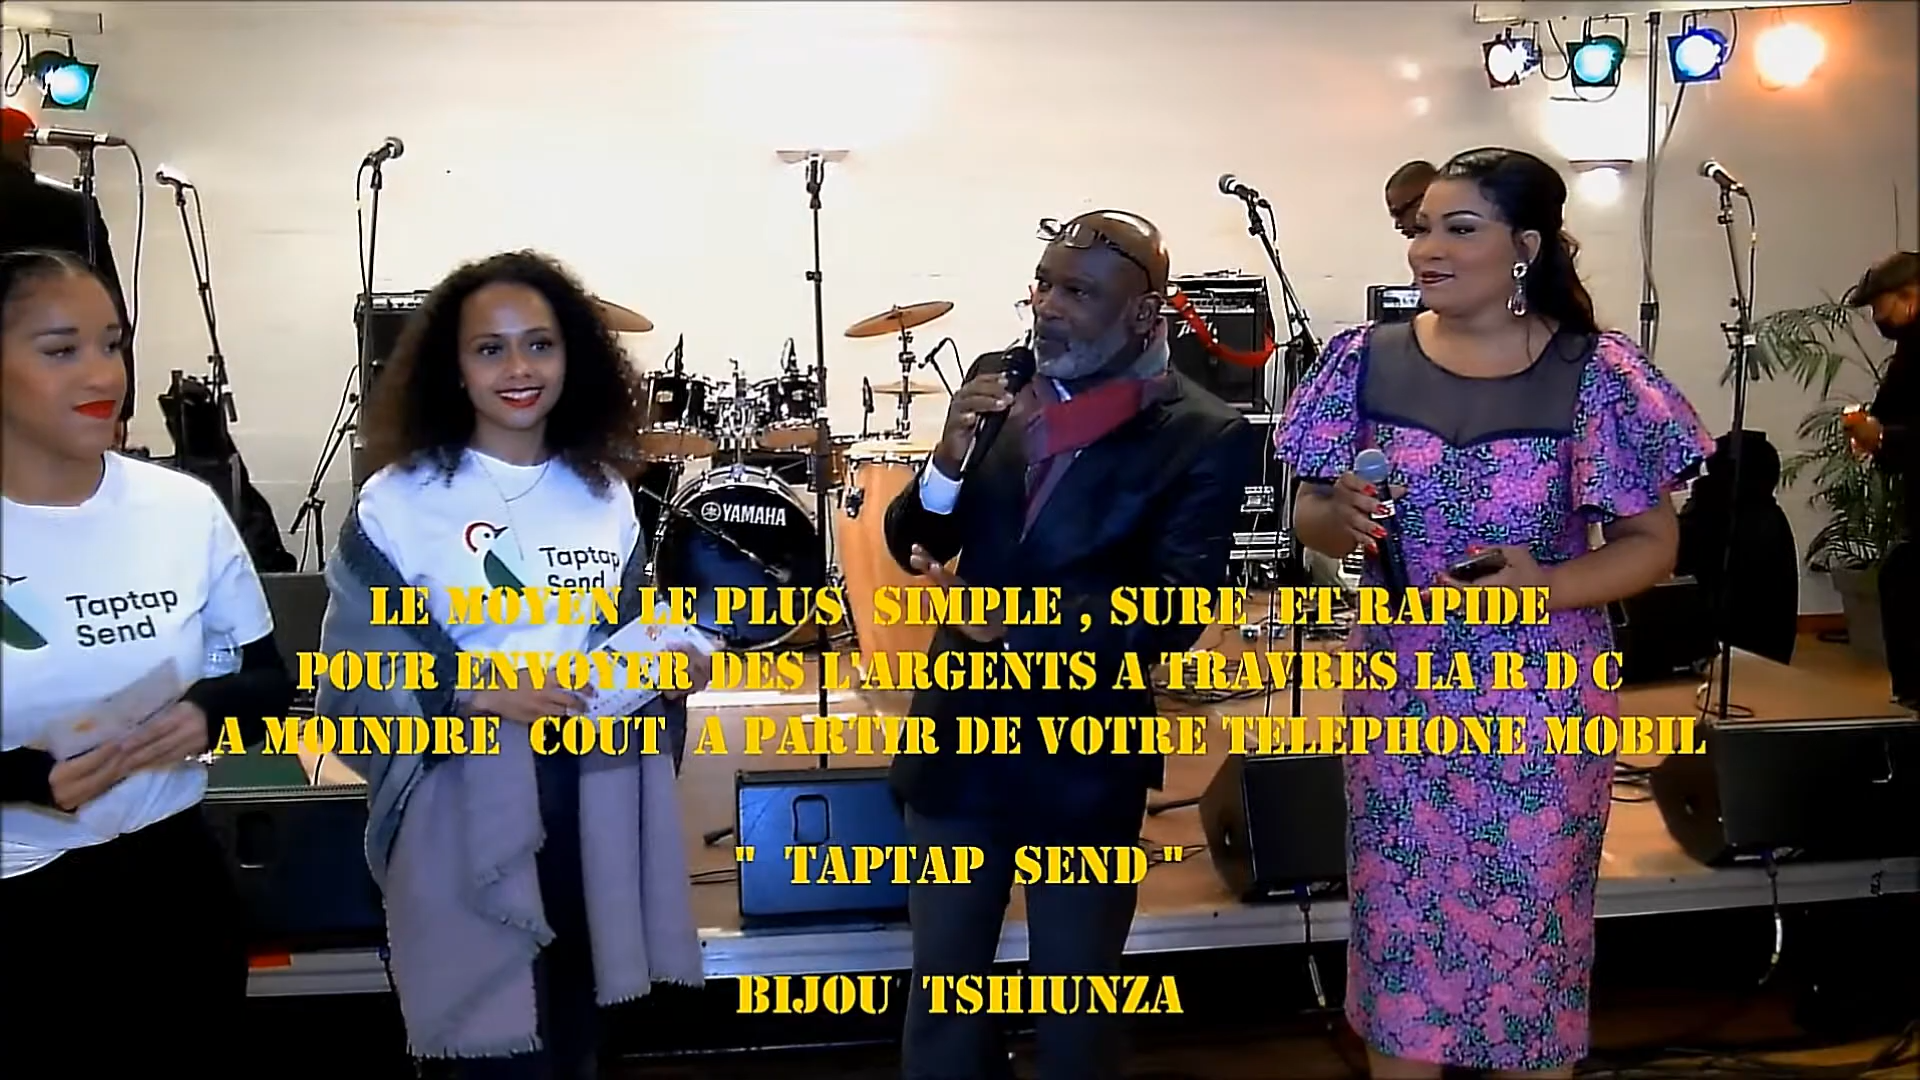 YAMAHA
Taptap
Send
Taptap
Send
LE MOYEN LE PLUS SIMPLE , SURE ET RAPIDE
POUR ENVOYER DES L'ARGENTS A TRAVRES LA R D C
A MOINDRE COUT A PARTIR DE VOTRE TELEPHONE MOBIL
" TAPTAP SEND "
BIJOU TSHIUNZA